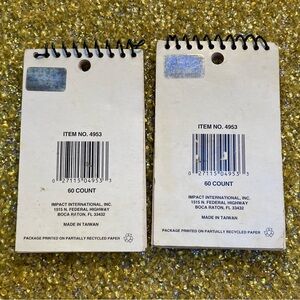 ITEM NO. 4953
0 27115 04953 3
60 COUNT
IMPACT INTERNATIONAL, INC.
1515 N. FEDERAL HIGHWAY
BOCA RATON, FL 33432
MADE IN TAIWAN
PACKAGE PRINTED ON PARTIALLY RECYCLED PAPER
ITEM NO. 4953
0 27115 04953 3
60 COUNT
IMPACT INTERNATIONAL, INC.
1515 N. FEDERAL HIGHWAY
BOCA RATON, FL 33432
MADE IN TAIWAN
PACKAGE PRINTED ON PARTIALLY RECYCLED PAPER